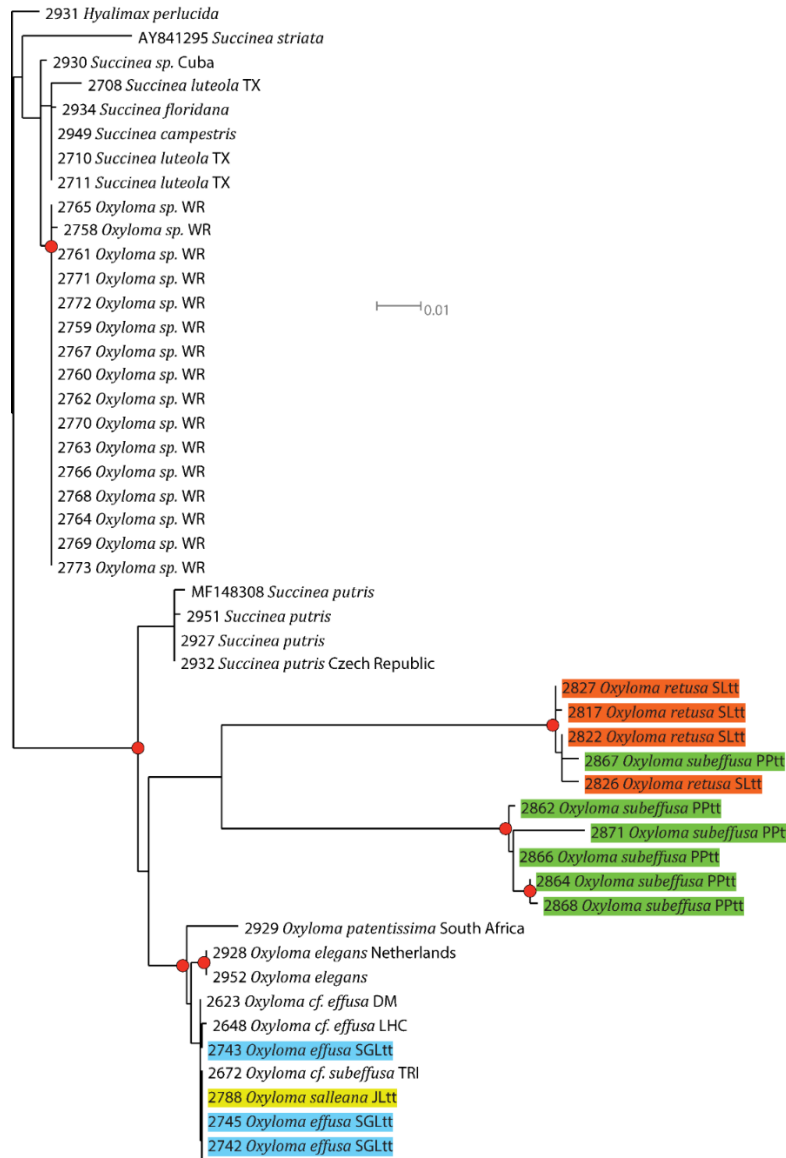 2931 Hyalimax perlucida
AY841295 Succinea striata
2930 Succinea sp. Cuba
2708 Succinea luteola TX
2934 Succinea floridana
2949 Succinea campestris
2710 Succinea luteola TX
2711 Succinea luteola TX
2765 Oxyloma sp. WR
2758 Oxyloma sp. WR
2761 Oxyloma sp. WR
2771 Oxyloma sp. WR
2772 Oxyloma sp. WR
0.01
2759 Oxyloma sp. WR
2767 Oxyloma sp. WR
2760 Oxyloma sp. WR
2762 Oxyloma sp. WR
2770 Oxyloma sp. WR
2763 Oxyloma sp. WR
2766 Oxyloma sp. WR
2768 Oxyloma sp. WR
2764 Oxyloma sp. WR
2769 Oxyloma sp. WR
2773 Oxyloma sp. WR
MF148308 Succinea putris
2951 Succinea putris
2927 Succinea putris
2932 Succinea putris Czech Republic
2827 Oxyloma retusa SLtt
2817 Oxyloma retusa SLtt
2822 Oxyloma retusa SLtt
2867 Oxyloma subeffusa PPtt
2826 Oxyloma retusa SLtt
2862 Oxyloma subeffusa PPtt
2871 Oxyloma subeffusa PPt
2866 Oxyloma subeffusa PPtt
2864 Oxyloma subeffusa PPtt
2868 Oxyloma subeffusa PPtt
2929 Oxyloma patentissima South Africa
2928 Oxyloma elegans Netherlands
2952 Oxyloma elegans
2623 Oxyloma cf. effusa DM
2648 Oxyloma cf. effusa LHC
2743 Oxyloma effusa SGLtt
2672 Oxyloma cf. subeffusa TRI
2788 Oxyloma salleana JLtt
2745 Oxyloma effusa SGLtt
2742 Oxyloma effusa SGLtt